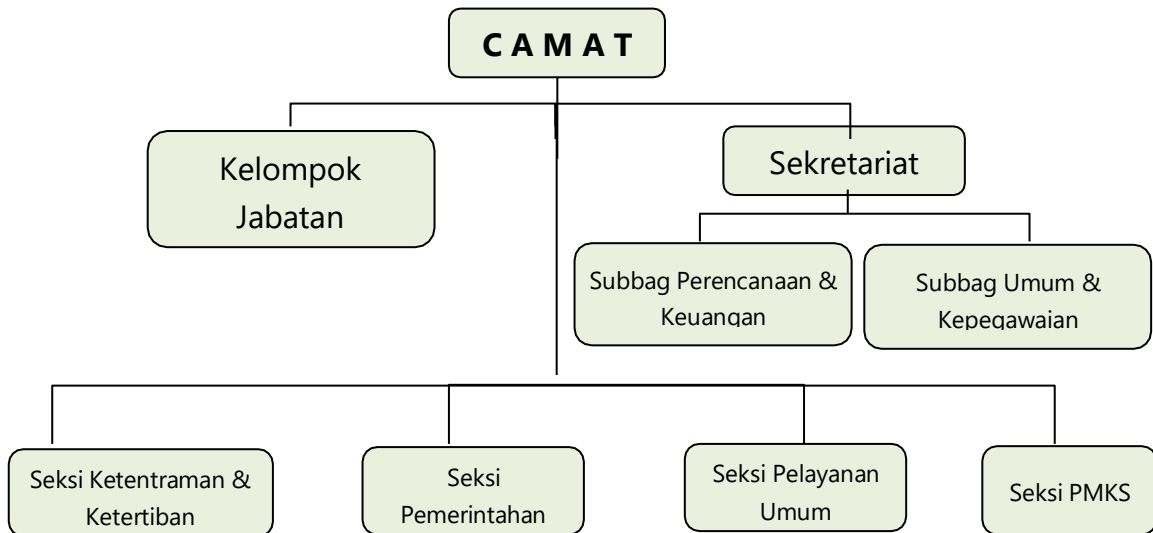 C A M A T
Kelompok
Jabatan
Sekretariat
Subbag Perencanaan &
Keuangan
Subbag Umum &
Kepegawaian
Seksi Ketentraman &
Ketertiban
Seksi
Pemerintahan
Seksi Pelayanan
Umum
Seksi PMKS